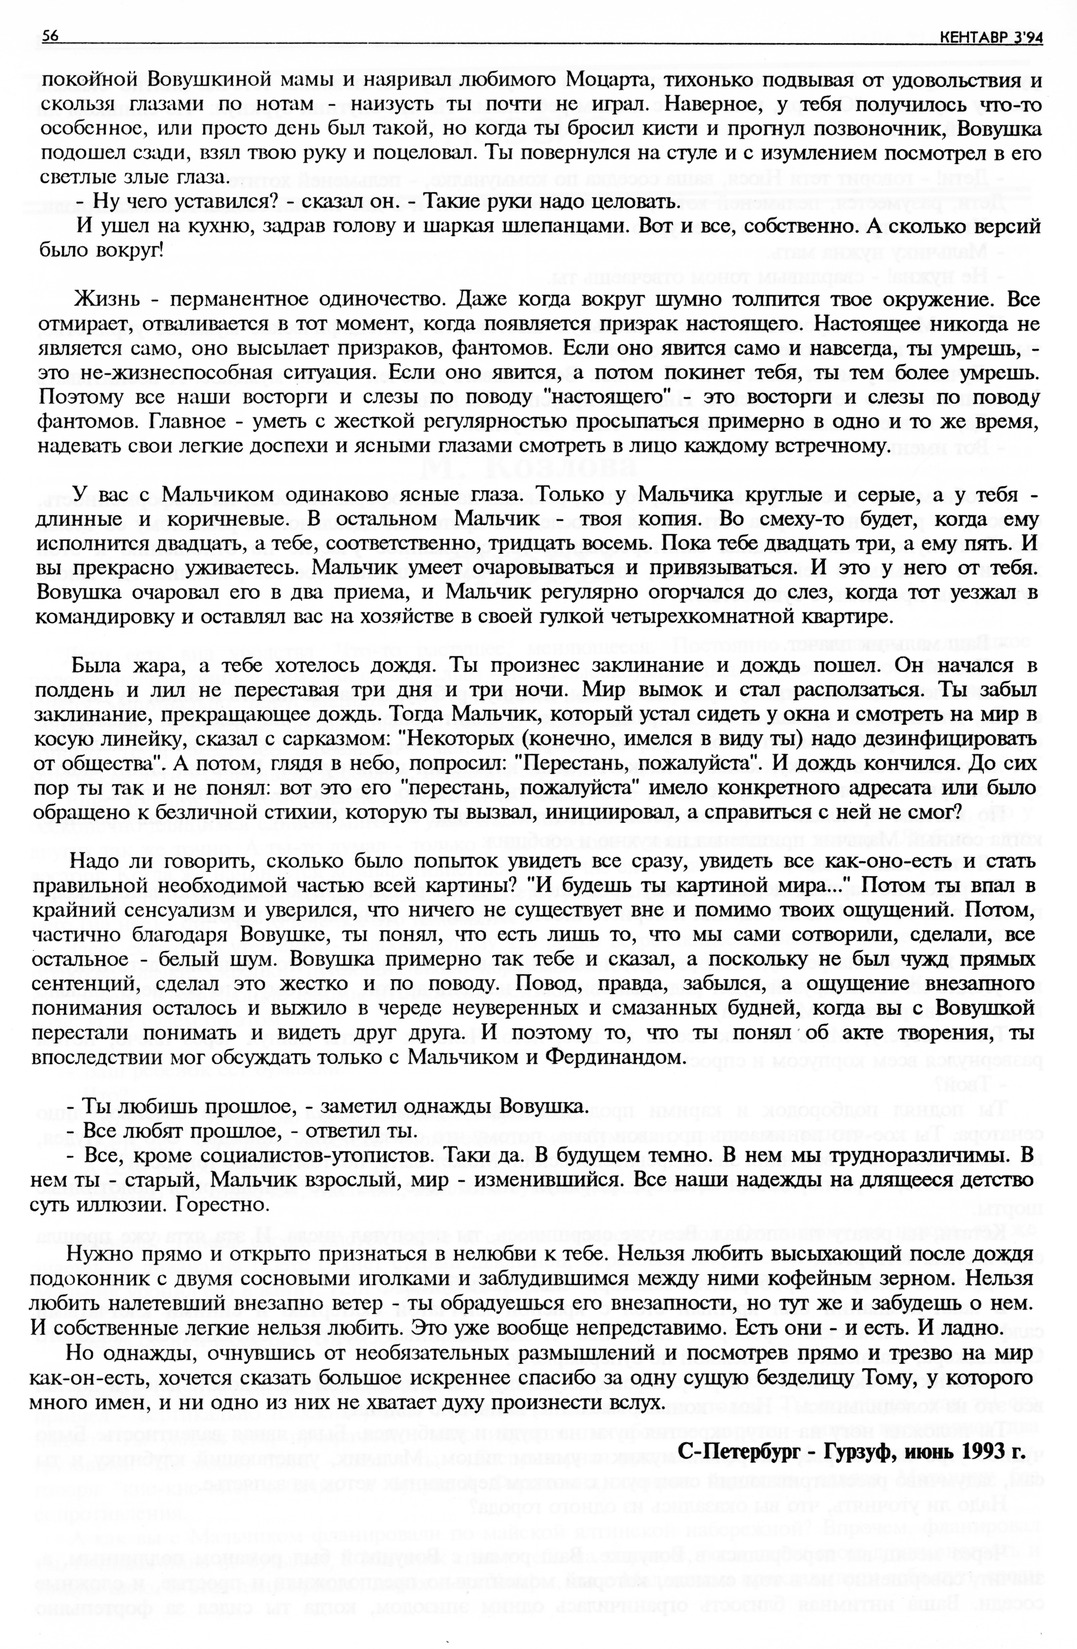 56
КЕНТАВР 3'94
покойной Вовушкиной мамы и наяривал любимого Моцарта, тихонько подвывая от удовольствия и
скользя глазами по нотам - наизусть ты почти не играл. Наверное, у тебя получилось что-то
особенное, или просто день был такой, но когда ты бросил кисти и прогнул позвоночник, Вовушка
подошел сзади, взял твою руку и поцеловал. Ты повернулся на стуле и с изумлением посмотрел в его
светлые злые глаза.
- Ну чего уставился? - сказал он. - Такие руки надо целовать.
И ушел на кухню, задрав голову и шаркая шлепанцами. Вот и все, собственно. А сколько версий
было вокруг!
Жизнь - перманентное одиночество. Даже когда вокруг шумно толпится твое окружение. Все
отмирает, отваливается в тот момент, когда появляется призрак настоящего. Настоящее никогда не
является само, оно высылает призраков, фантомов. Если оно явится само и навсегда, ты умрешь, -
это не-жизнеспособная ситуация. Если оно явится, а потом покинет тебя, ты тем более умрешь.
Поэтому все наши восторги и слезы по поводу "настоящего" - это восторги и слезы по поводу
фантомов. Главное - уметь с жесткой регулярностью просыпаться примерно в одно и то же время,
надевать свои легкие доспехи и ясными глазами смотреть в лицо каждому встречному.
У вас с Мальчиком одинаково ясные глаза. Только у Мальчика круглые и серые, а у тебя -
длинные и коричневые. В остальном Мальчик - твоя копия. Во смеху-то будет, когда ему
исполнится двадцать, а тебе, соответственно, тридцать восемь. Пока тебе двадцать три, а ему пять. И
вы прекрасно уживаетесь. Мальчик умеет очаровываться и привязываться. И это у него от тебя.
Вовушка очаровал его в два приема, и Мальчик регулярно огорчался до слез, когда тот уезжал в
командировку и оставлял вас на хозяйстве в своей гулкой четырехкомнатной квартире.
Была жара, а тебе хотелось дождя. Ты произнес заклинание и дождь пошел. Он начался в
полдень и лил не переставая три дня и три ночи. Мир вымок и стал расползаться. Ты забыл
заклинание, прекращающее дождь. Тогда Мальчик, который устал сидеть у окна и смотреть на мир в
косую линейку, сказал с сарказмом: "Некоторых (конечно, имелся в виду ты) надо дезинфицировать
от общества". А потом, глядя в небо, попросил: "Перестань, пожалуйста". И дождь кончился. До сих
пор ты так и не понял: вот это его "перестань, пожалуйста" имело конкретного адресата или было
обращено к безличной стихии, которую ты вызвал, инициировал, а справиться с ней не смог?
Надо ли говорить, сколько было попыток увидеть все сразу, увидеть все как-оно-есть и стать
правильной необходимой частью всей картины? "И будешь ты картиной мира..." Потом ты впал в
крайний сенсуализм и уверился, что ничего не существует вне и помимо твоих ощущений. Потом,
частично благодаря Вовушке, ты понял, что есть лишь то, что мы сами сотворили, сделали, все
остальное - белый шум. Вовушка примерно так тебе и сказал, а поскольку не был чужд прямых
сентенций, сделал это жестко и по поводу. Повод, правда, забылся, а ощущение внезапного
понимания осталось и выжило в череде неуверенных и смазанных будней, когда вы с Вовушкой
перестали понимать и видеть друг друга. И поэтому то, что ты понял об акте творения, ты
впоследствии мог обсуждать только с Мальчиком и Фердинандом.
- Ты любишь прошлое, - заметил однажды Вовушка.
- Все любят прошлое, - ответил ты.
- Все, кроме социалистов-утопистов. Таки да. В будущем темно. В нем мы трудноразличимы. В
нем ты - старый, Мальчик взрослый, мир - изменившийся. Все наши надежды на длящееся детство
суть иллюзии. Горестно.
Нужно прямо и открыто признаться в нелюбви к тебе. Нельзя любить высыхающий после дождя
подоконник с двумя сосновыми иголками и заблудившимся между ними кофейным зерном. Нельзя
любить налетевший внезапно ветер - ты обрадуешься его внезапности, но тут же и забудешь о нем.
И собственные легкие нельзя любить. Это уже вообще непредставимо. Есть они - и есть. И ладно.
Но однажды, очнувшись от необязательных размышлений и посмотрев прямо и трезво на мир
как-он-есть, хочется сказать большое искреннее спасибо за одну сущую безделицу Тому, у которого
много имен, и ни одно из них не хватает духу произнести вслух.
С-Петербург - Гурзуф, июнь 1993 г.